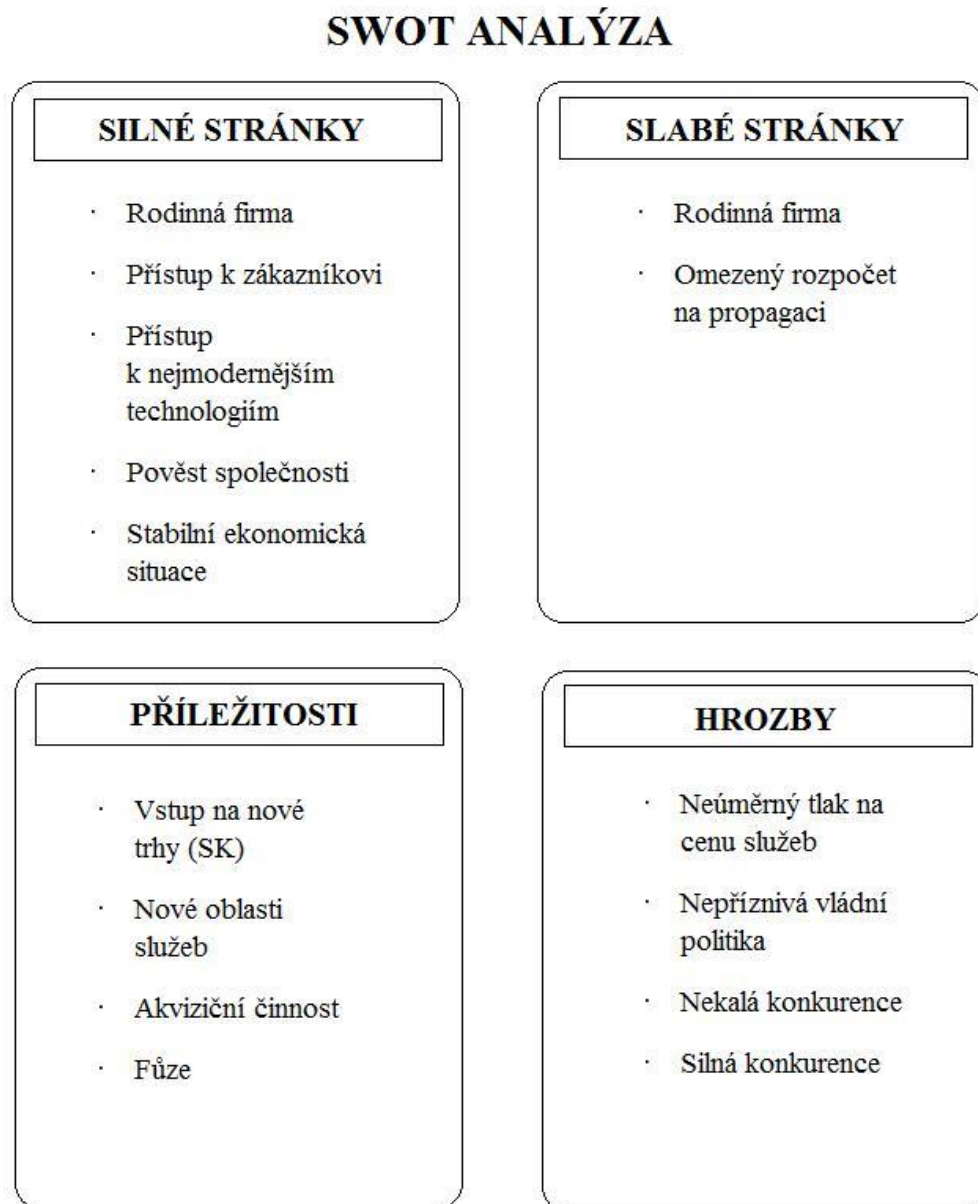 SWOT ANALÝZA
SILNÉ STRÁNKY
· Rodinná firma
· Přístup k zákazníkovi
· Přístup
k nejmodernějším
technologiím
· Pověst společnosti
· Stabilní ekonomická
situace
SLABÉ STRÁNKY
· Rodinná firma
· Omezený rozpočet
na propagaci
PŘÍLEŽITOSTI
· Vstup na nové
trhy (SK)
· Nové oblasti
služeb
· Akviziční činnost
· Fůze
HROZBY
· Neúměrný tlak na
cenu služeb
· Nepříznivá vládní
politika
· Nekalá konkurence
· Silná konkurence